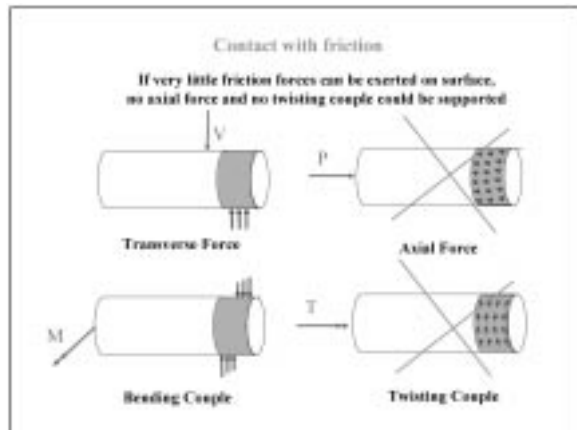 Contact with friction
If very little friction forces can be exerted on surface,
no axial force and no twisting couple could be supported
V
P
Transverse Force
Axial Force
M
T
Bending Couple
Twisting Couple